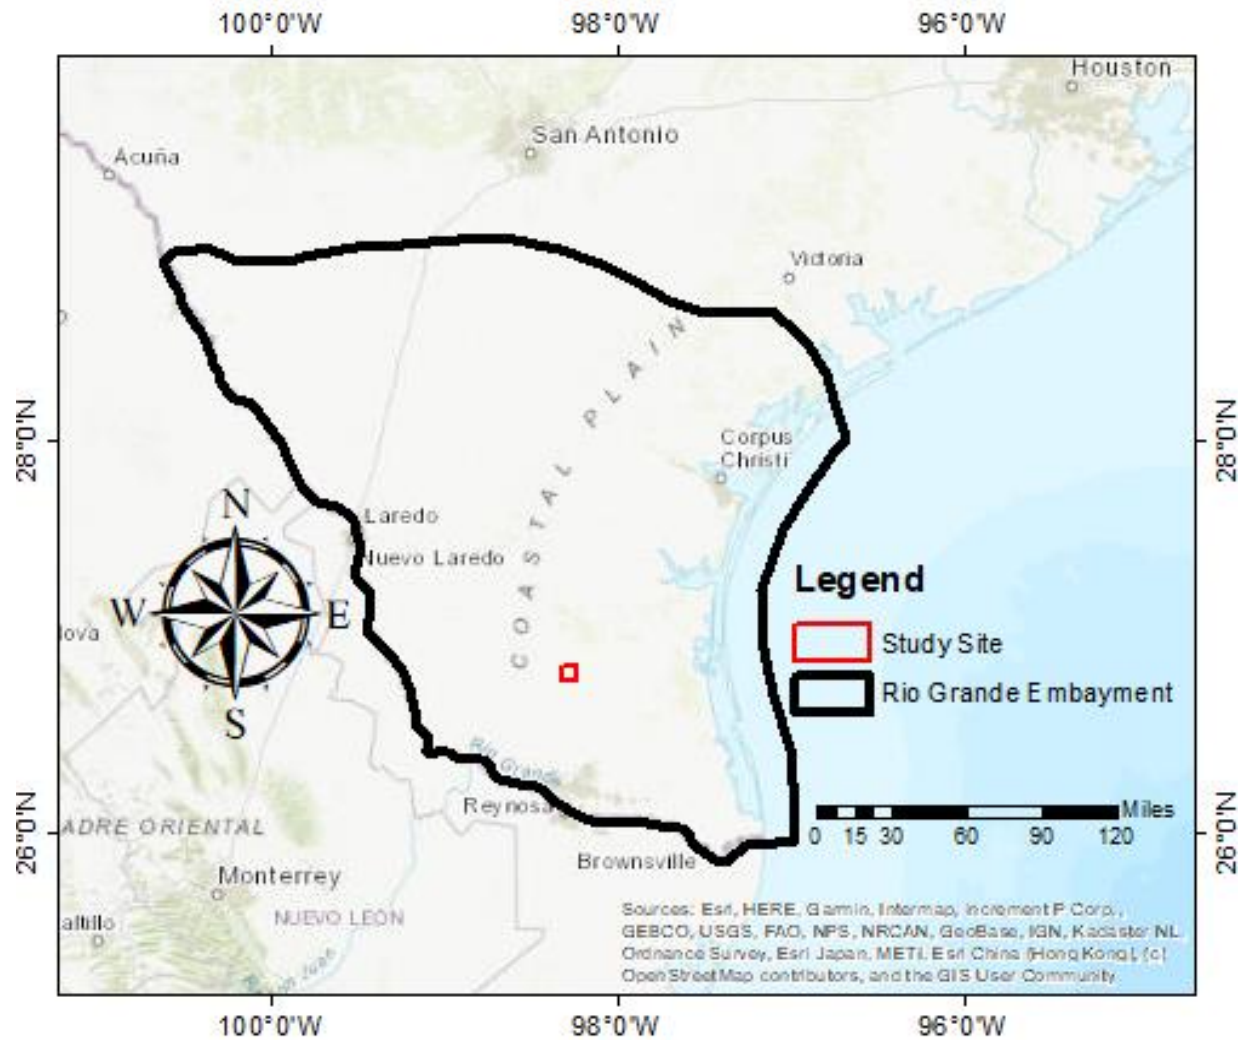 100°0'W 98°0'W 96°0'W
Houston
San Antonio
Acuña
Victoria
COASTAL PLAIN
28°0'N 28°0'N
Corpus
Christi
Laredo
Nuevo Laredo
N
W E
S
Legend
Study Site
Rio Grande Embayment
Rio Grande
Reynosa
Miles
0 15 30 60 90 120
26°0'N 26°0'N
ADRE ORIENTAL
Brownsville
Monterrey
NUEVO LEÓN
altillo
Juan
Sources: Esri, HERE, Garmin, Intermap, increment P Corp.,
GEBCO, USGS, FAO, NPS, NRCAN, GeoBase, IGN, Kadaster NL,
Ordnance Survey, Esri Japan, METI, Esri China (Hong Kong), (c)
OpenStreetMap contributors, and the GIS User Community
100°0'W 98°0'W 96°0'W